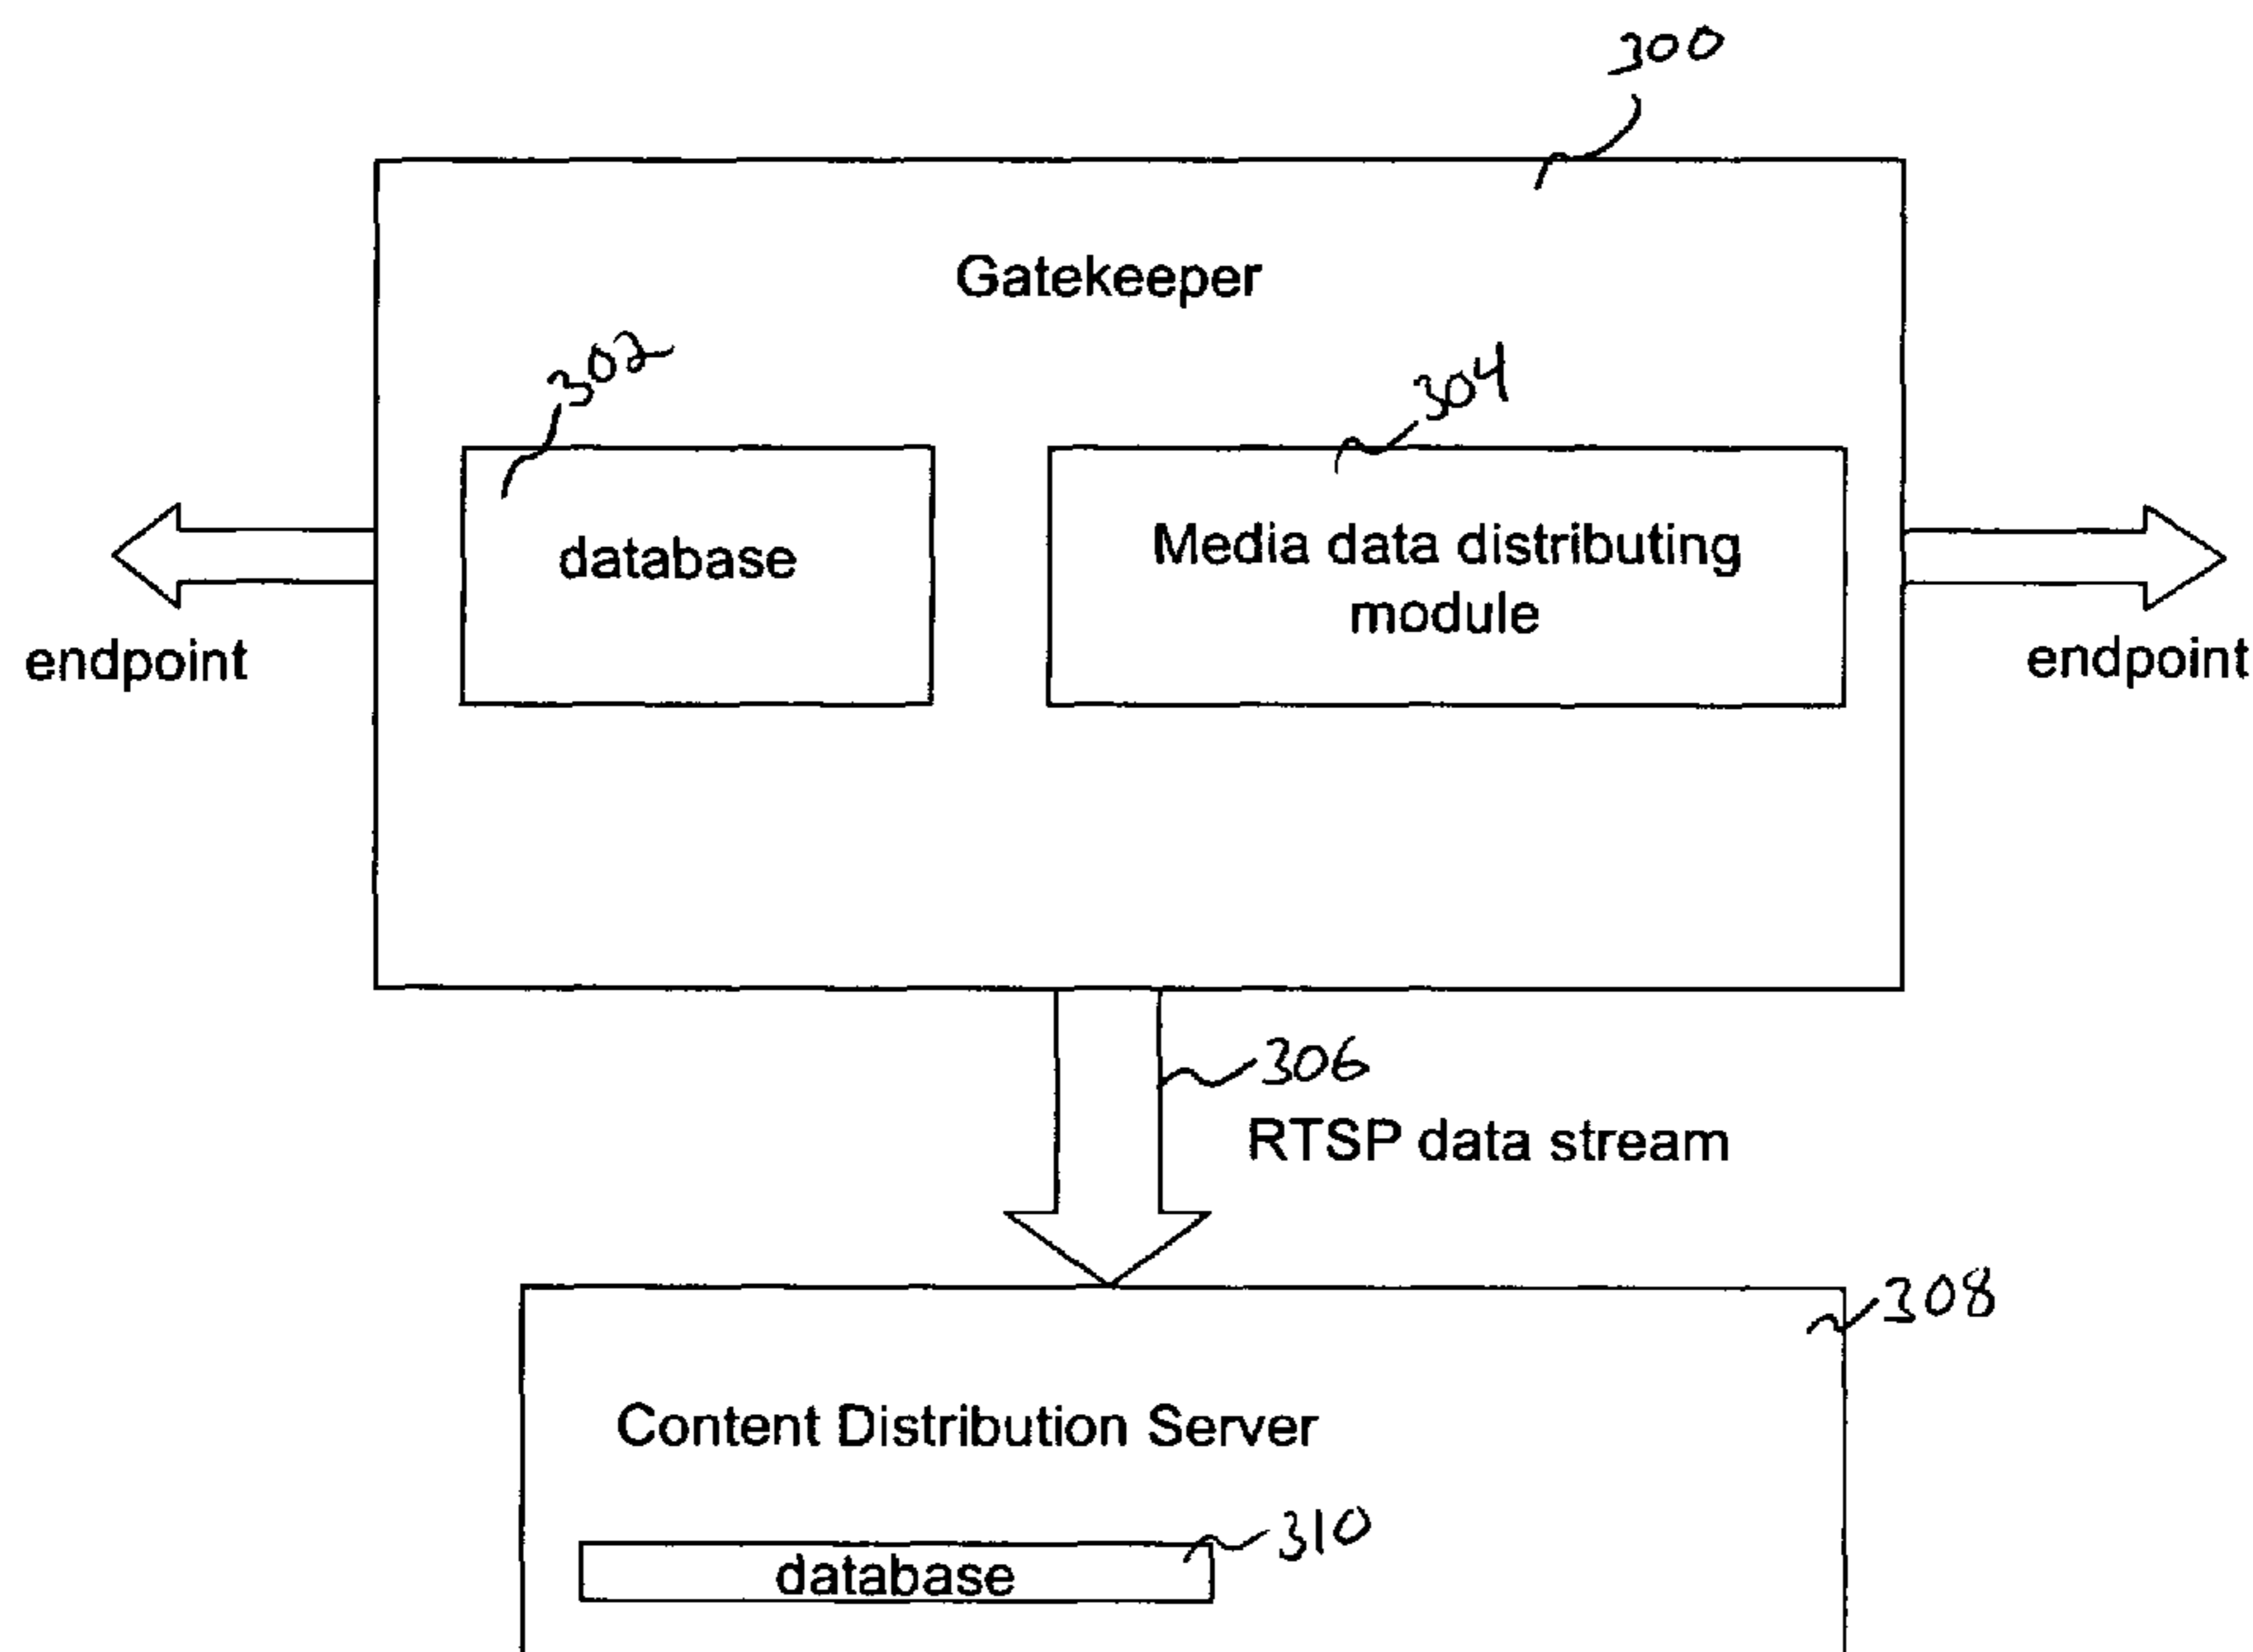 300
Gatekeeper
302
304
database
Media data distributing
module
endpoint
endpoint
306
RTSP data stream
308
Content Distribution Server
310
database